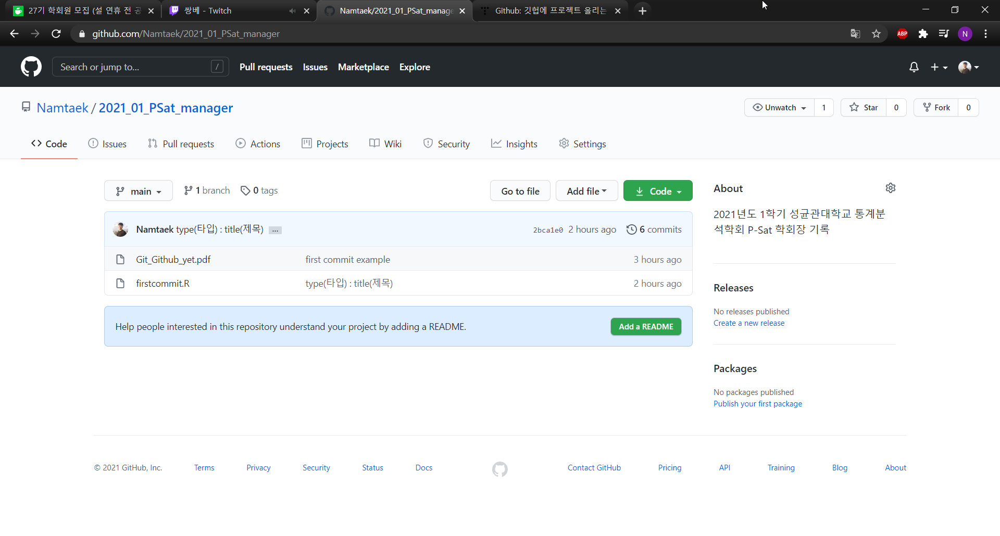 27기 학회원 모집 (설 연휴 전 공
쌍베 - Twitch
Namtaek/2021_01_PSat_manage
Github: 깃헙에 프로젝트 올리는
github.com/Namtaek/2021_01_PSat_manager
ABP
N
Search or jump to...
/
Pull requests
Issues
Marketplace
Explore
Namtaek / 2021_01_PSat_manager
Unwatch 1
Star 0
Fork 0
Code
Issues
Pull requests
Actions
Projects
Wiki
Security
Insights
Settings
main
1 branch
0 tags
Go to file
Add file
Code
Namtaek type(타입) : title(제목) ...
2bca1e0 2 hours ago
6 commits
Git_Github_yet.pdf first commit example 3 hours ago
firstcommit.R type(타입) : title(제목) 2 hours ago
Help people interested in this repository understand your project by adding a README.
Add a README
About
2021년도 1학기 성균관대학교 통계분
석학회 P-Sat 학회장 기록
Releases
No releases published
Create a new release
Packages
No packages published
Publish your first package
© 2021 GitHub, Inc.
Terms
Privacy
Security
Status
Docs
Contact GitHub
Pricing
API
Training
Blog
About